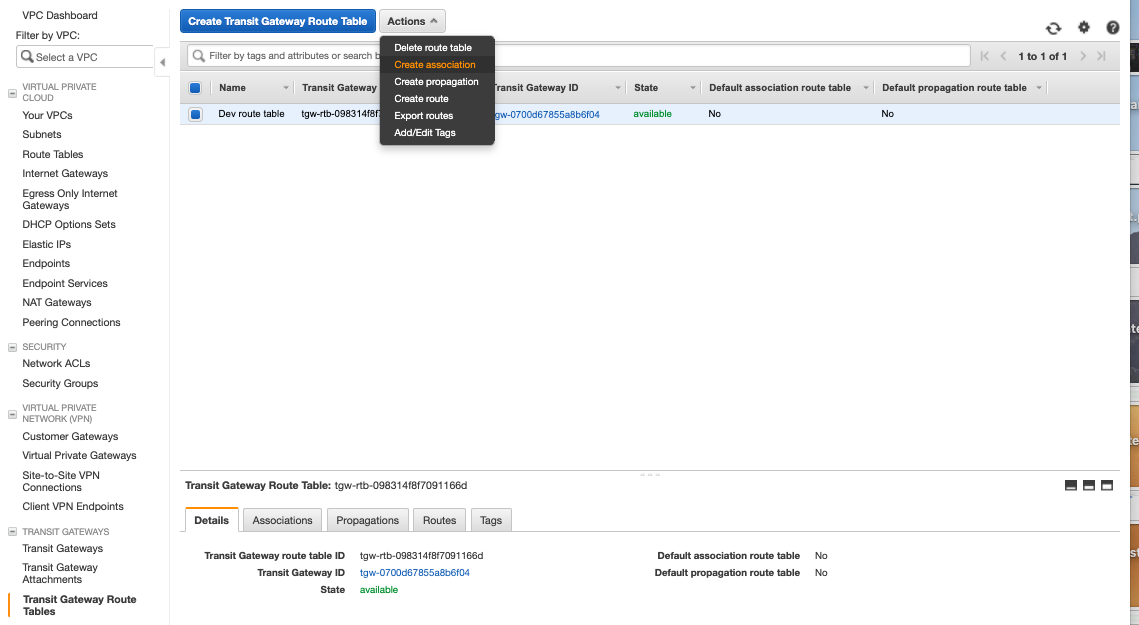 VPC Dashboard
Filter by VPC:
Select a VPC
VIRTUAL PRIVATE
CLOUD
Your VPCs
Subnets
Route Tables
Internet Gateways
Egress Only Internet
Gateways
DHCP Options Sets
Elastic IPs
Endpoints
Endpoint Services
NAT Gateways
Peering Connections
SECURITY
Network ACLs
Security Groups
VIRTUAL PRIVATE
NETWORK (VPN)
Customer Gateways
Virtual Private Gateways
Site-to-Site VPN
Connections
Client VPN Endpoints
TRANSIT GATEWAYS
Transit Gateways
Transit Gateway
Attachments
Transit Gateway Route
Tables
Create Transit Gateway Route Table Actions
Delete route table
Create association
Create propagation
Create route
Export routes
Add/Edit Tags
Filter by tags and attributes or search b
1 to 1 of 1
Name Transit Gateway Transit Gateway ID State Default association route table Default propagation route table
Dev route table tgw-rtb-098314f8f7 gw-0700d67855a8b6f04 available No No
Transit Gateway Route Table: tgw-rtb-098314f8f7091166d
Details Associations Propagations Routes Tags
Transit Gateway route table ID tgw-rtb-098314f8f7091166d Default association route table No
Transit Gateway ID tgw-0700d67855a8b6f04 Default propagation route table No
State available